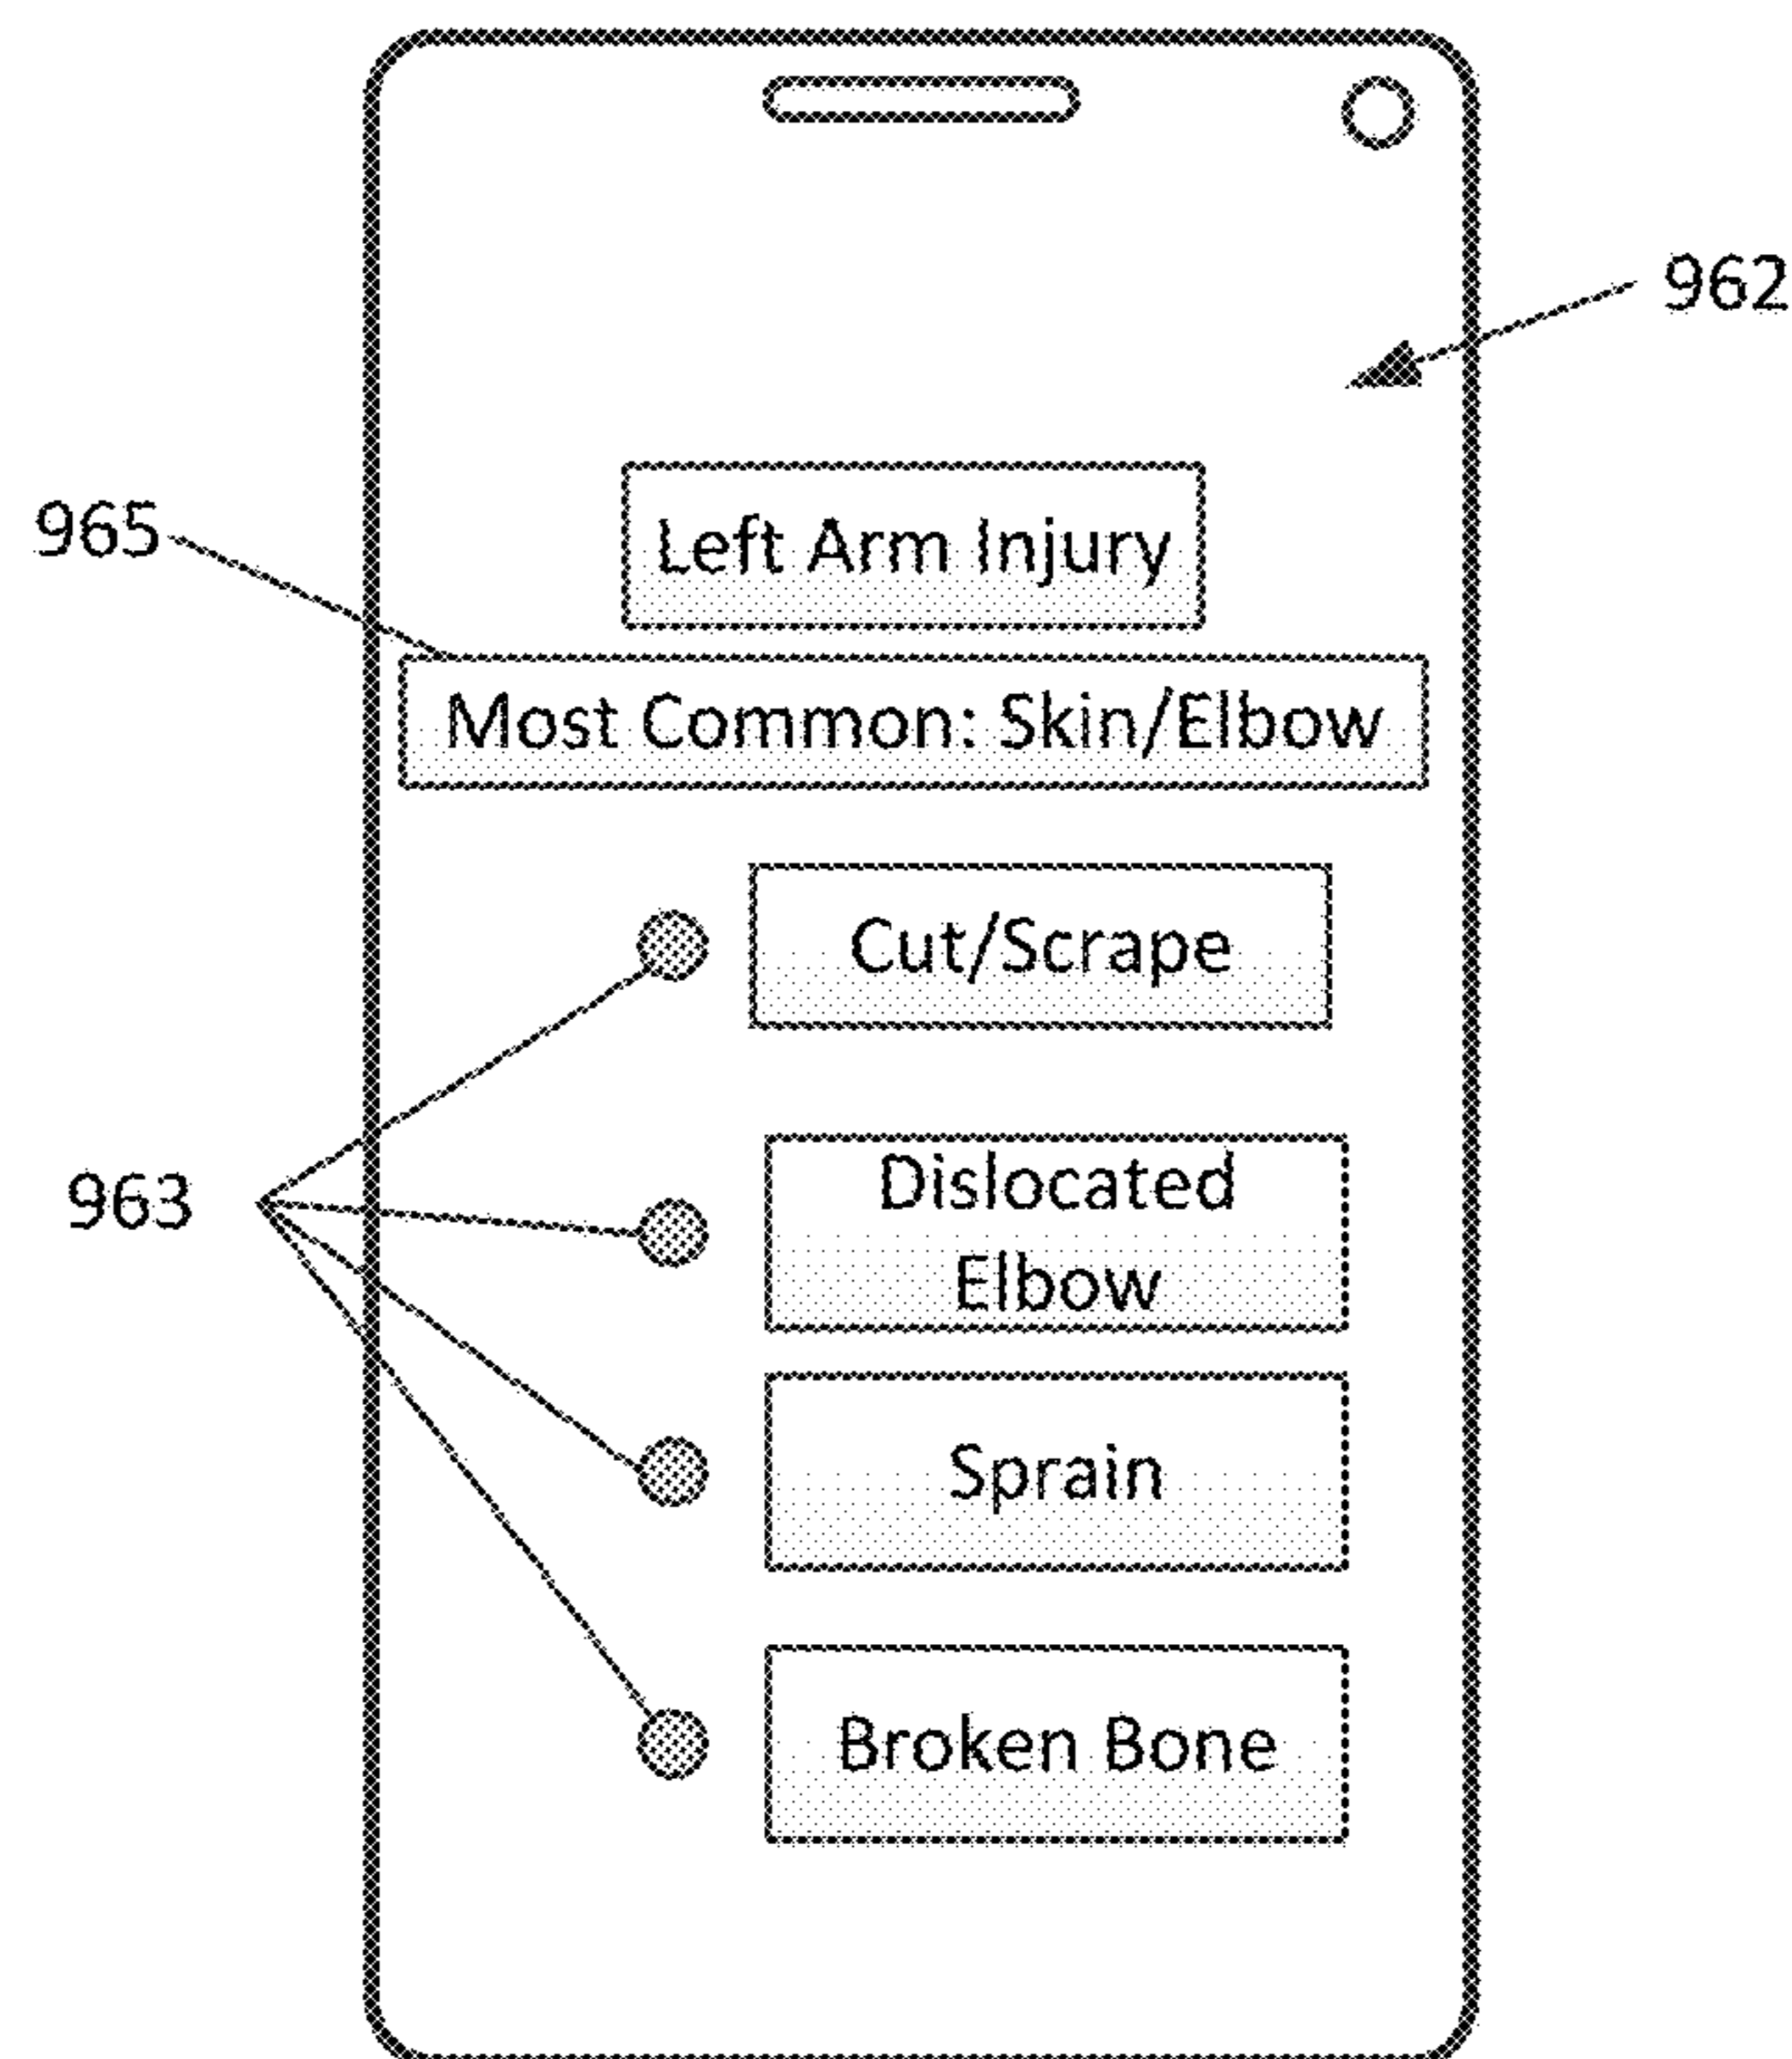 962
Left Arm Injury
965
Most Common: Skin/Elbow
Cut/Scrape
963
Dislocated
Elbow
Sprain
Broken Bone